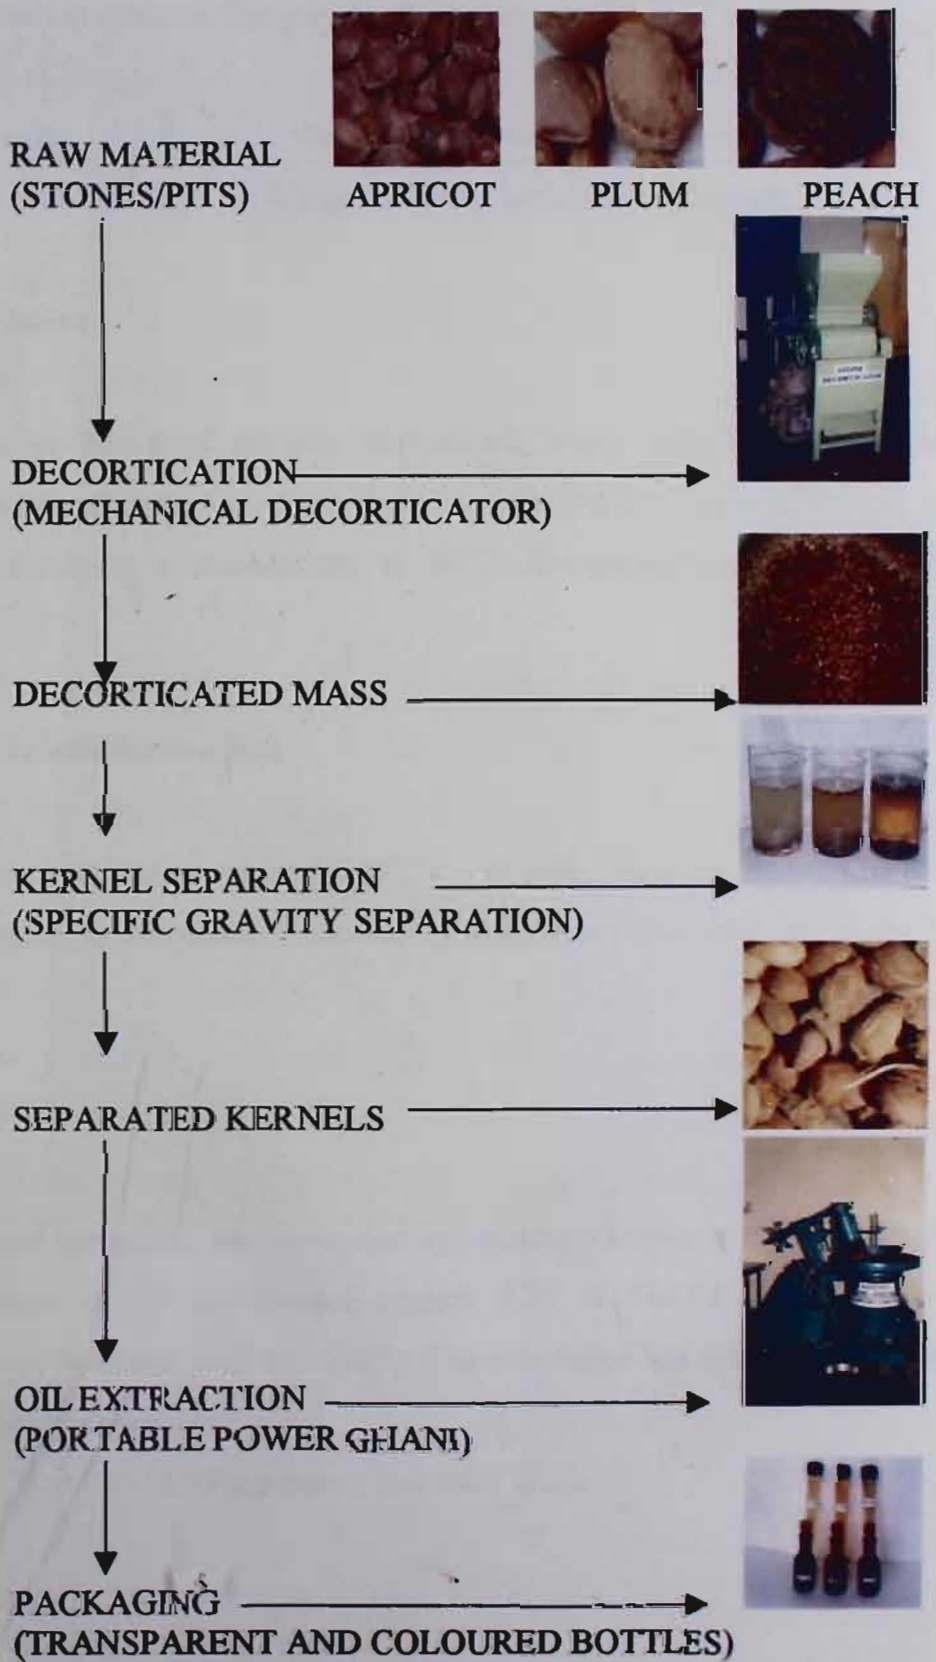 RAW MATERIAL
(STONES/PITS)
APRICOT PLUM PEACH
DECORTICATION
(MECHANICAL DECORTICATOR)
DECORTICATED MASS
KERNEL SEPARATION
(SPECIFIC GRAVITY SEPARATION)
SEPARATED KERNELS
OIL EXTRACTION
(PORTABLE POWER GHANI)
PACKAGING
(TRANSPARENT AND COLOURED BOTTLES)